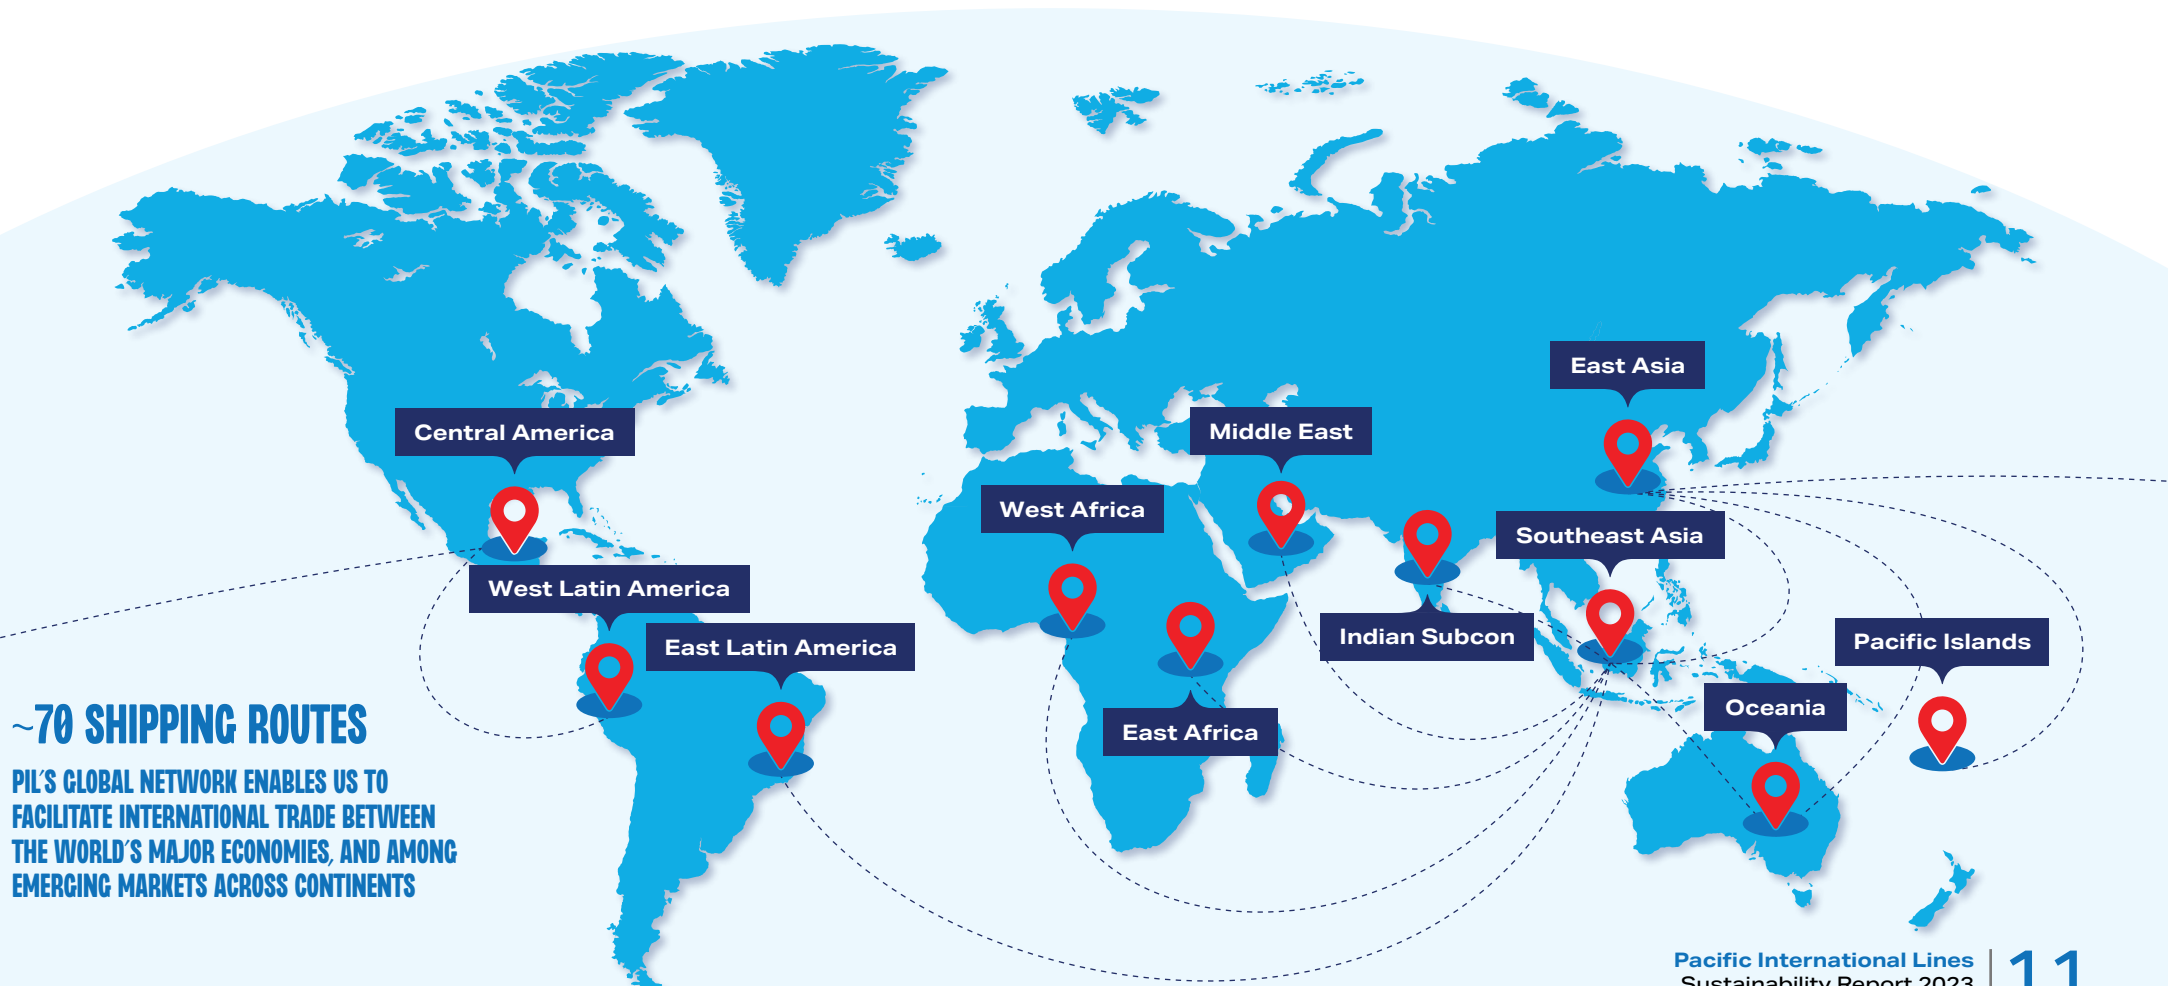 East Asia
Central America
Middle East
West Africa
Southeast Asia
West Latin America
Indian Subcon
Pacific Islands
East Latin America
Oceania
East Africa
~70 SHIPPING ROUTES
PIL'S GLOBAL NETWORK ENABLES US TO
FACILITATE INTERNATIONAL TRADE BETWEEN
THE WORLD'S MAJOR ECONOMIES, AND AMONG
EMERGING MARKETS ACROSS CONTINENTS
Pacific International Lines
Sustainability Report 2023
11